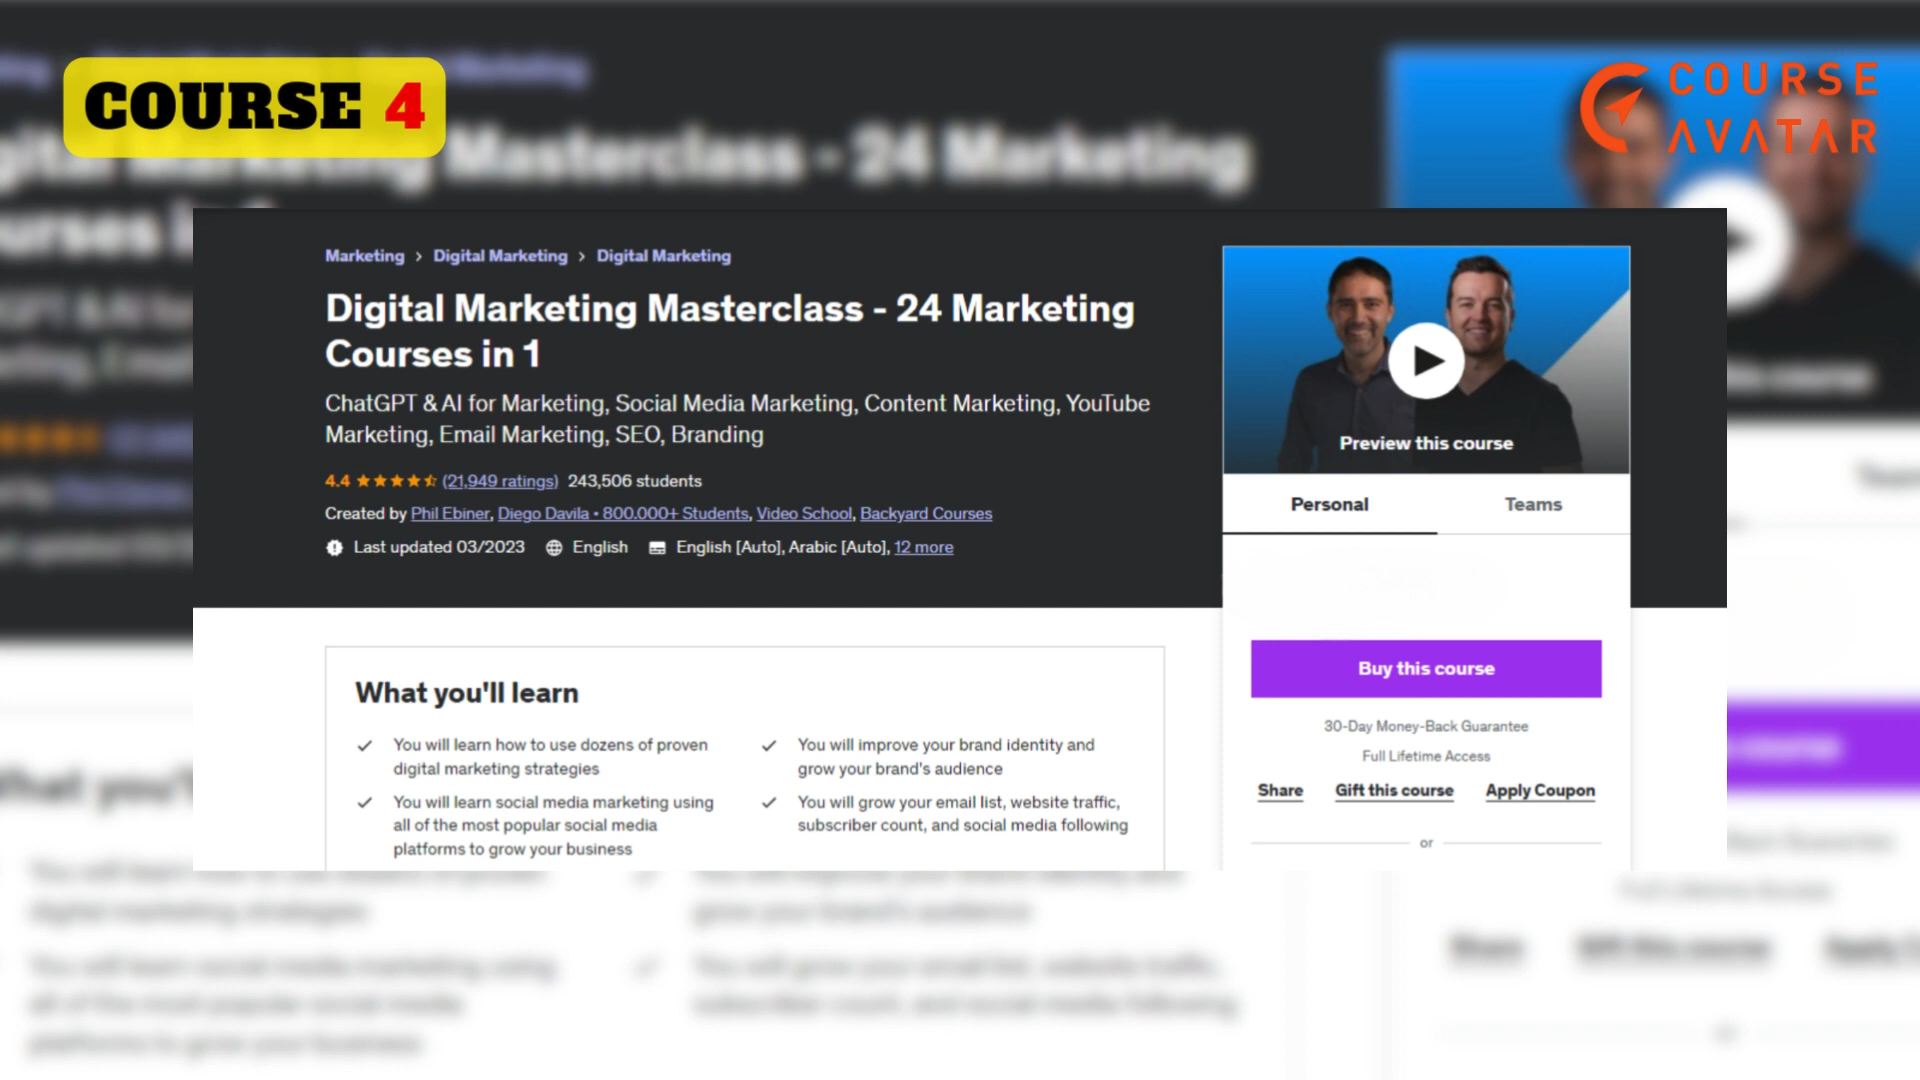 COURSE 4
COURSE
AVATAR
Marketing > Digital Marketing > Digital Marketing
Digital Marketing Masterclass - 24 Marketing
Courses in 1
ChatGPT & AI for Marketing, Social Media Marketing, Content Marketing, YouTube
Marketing, Email Marketing, SEO, Branding
4.4 (21,949 ratings) 243,506 students
Created by Phil Ebiner, Diego Davila • 800.000+ Students, Video School, Backyard Courses
Last updated 03/2023 English English [Auto], Arabic [Auto], 12 more
Preview this course
Personal Teams
Buy this course
30-Day Money-Back Guarantee
Full Lifetime Access
Share Gift this course Apply Coupon
or
What you'll learn
You will learn how to use dozens of proven
digital marketing strategies
You will learn social media marketing using
all of the most popular social media
platforms to grow your business
You will improve your brand identity and
grow your brand's audience
You will grow your email list, website traffic,
subscriber count, and social media following